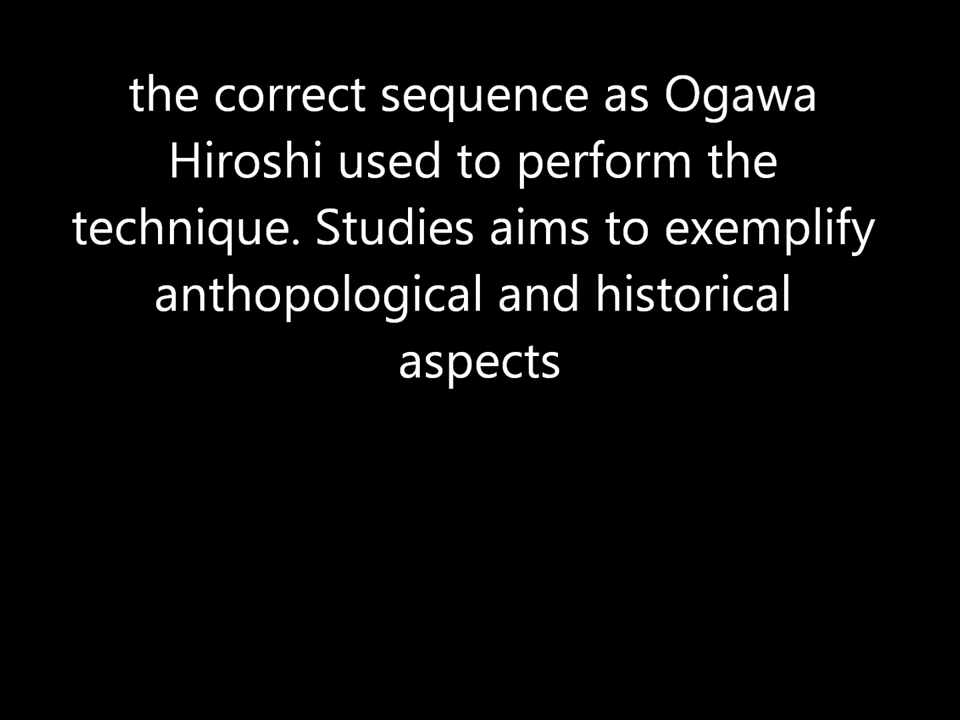 the correct sequence as Ogawa
Hiroshi used to perform the
technique. Studies aims to exemplify
anthopological and historical
aspects